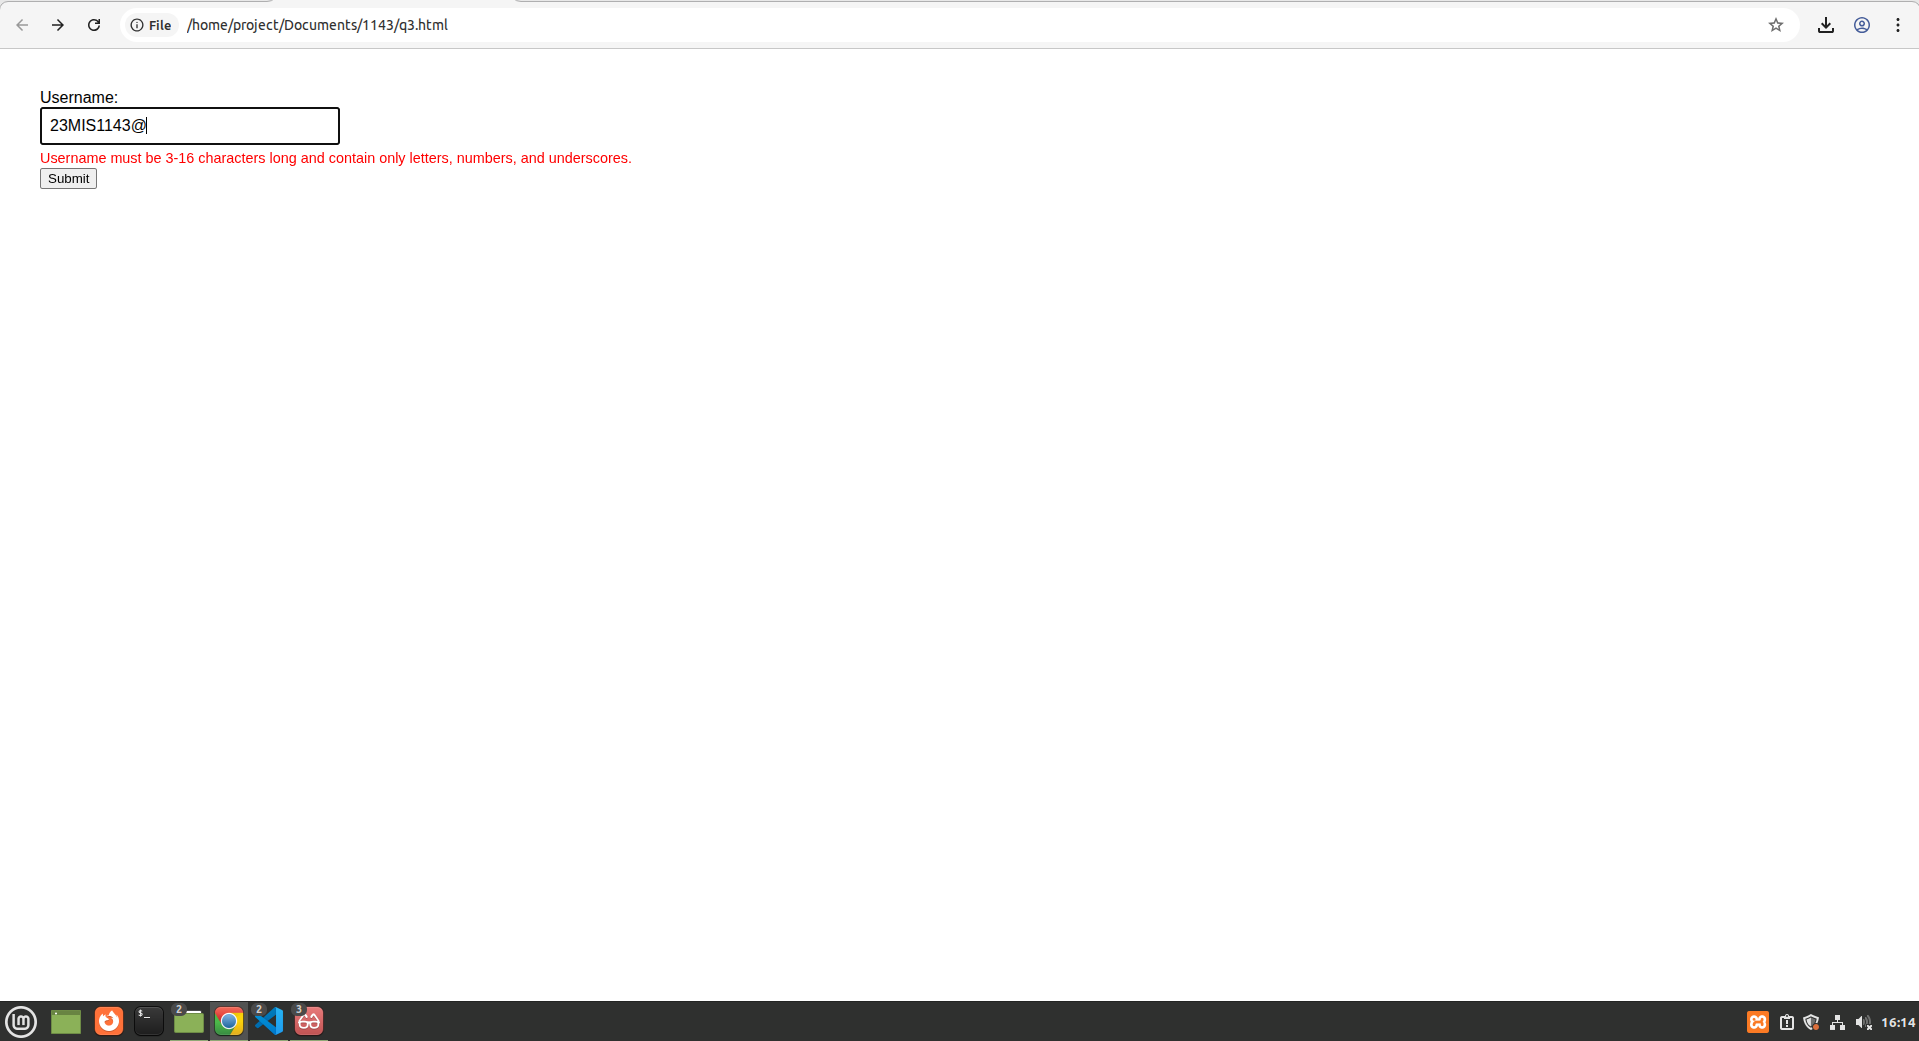 File /home/project/Documents/1143/q3.html
Username:
23MIS1143@
Username must be 3-16 characters long and contain only letters, numbers, and underscores.
Submit
$_ 2 2 3 16:14